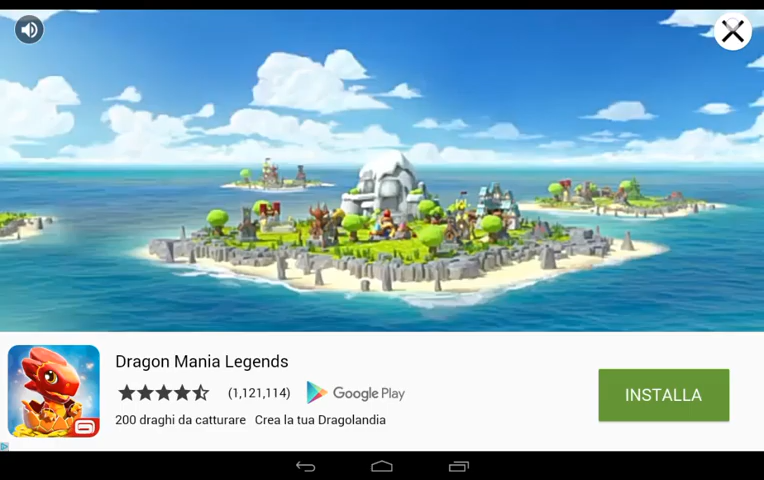 Dragon Mania Legends
(1,121,114) Google Play
200 draghi da catturare Crea la tua Dragolandia
INSTALLA